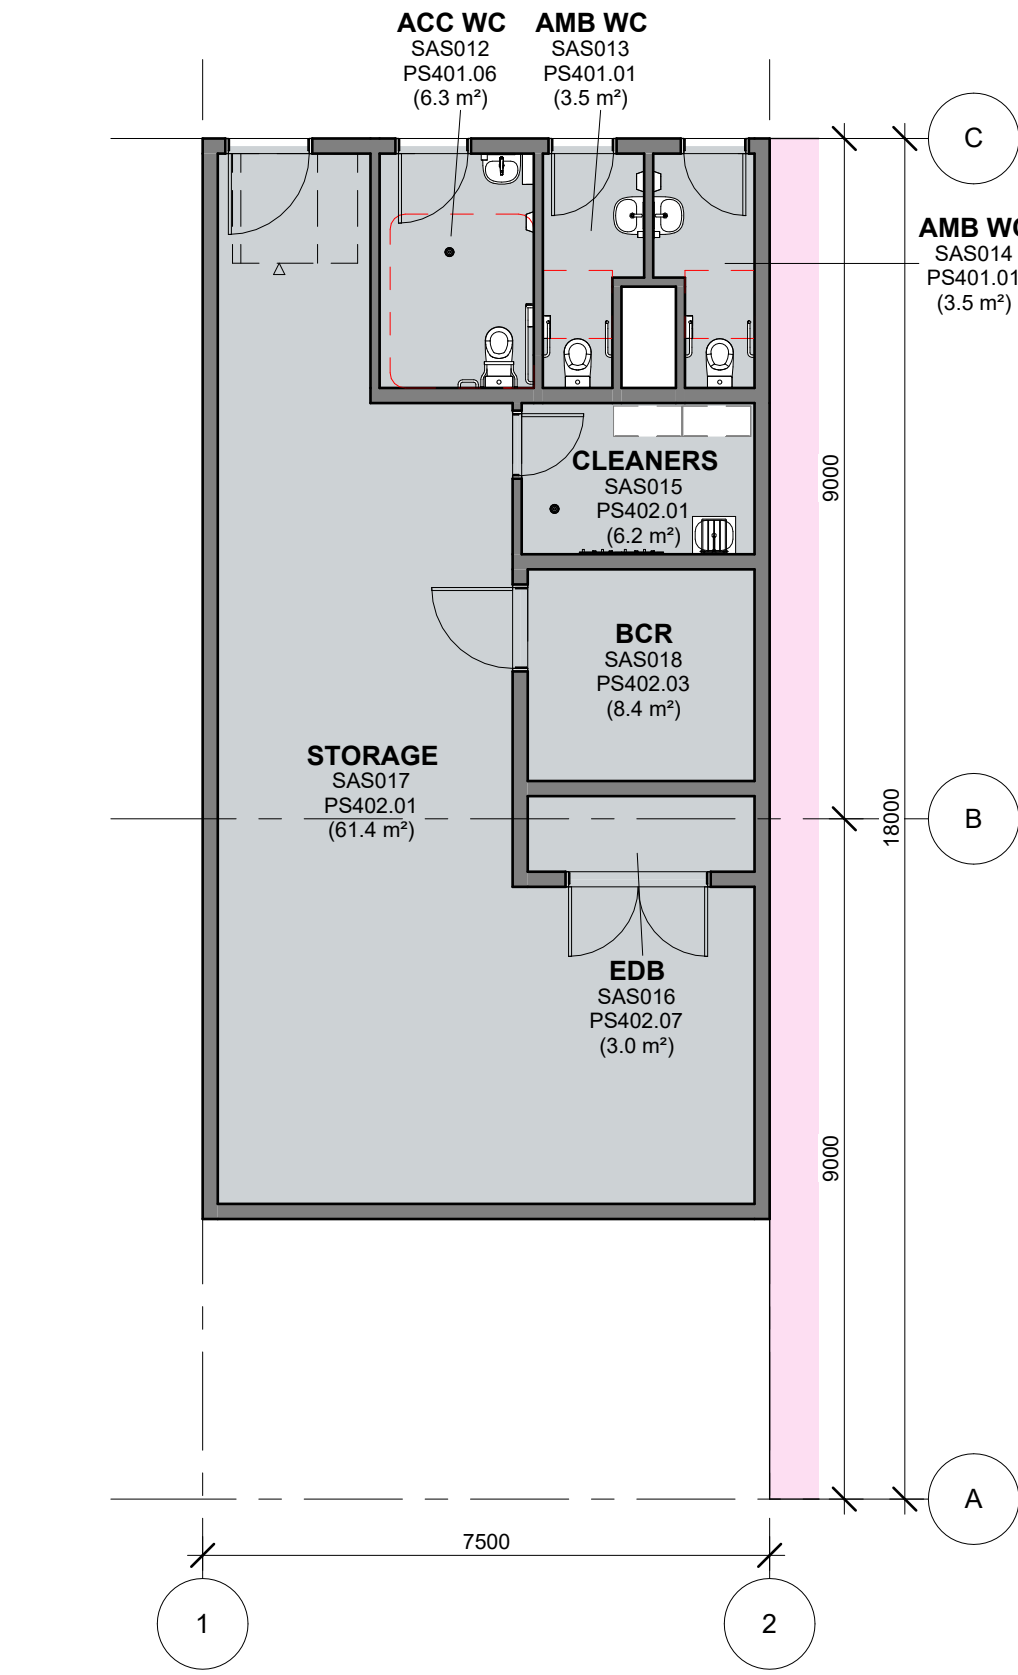 ACC WC
SAS012
PS401.06
(6.3 m²)
AMB WC
SAS013
PS401.01
(3.5 m²)
C
AMB WC
SAS014
PS401.01
(3.5 m²)
9000
CLEANERS
SAS015
PS402.01
(6.2 m²)
BCR
SAS018
PS402.03
(8.4 m²)
STORAGE
SAS017
PS402.01
(61.4 m²)
18000
B
EDB
SAS016
PS402.07
(3.0 m²)
9000
A
7500
1
2